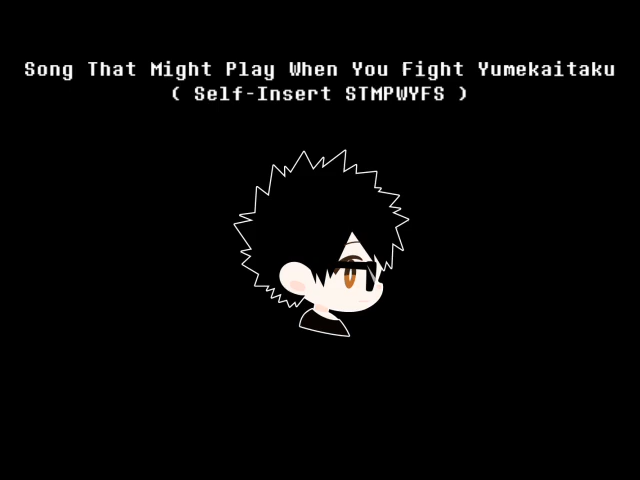 Song That Might Play When You Fight Yumekaitaku
( Self-Insert STMPWYFS )